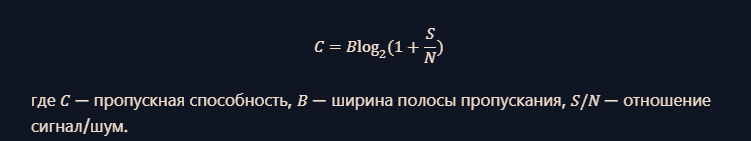 C = Blog₂(1 + S/N)
где C — пропускная способность, B — ширина полосы пропускания, S/N — отношение
сигнал/шум.